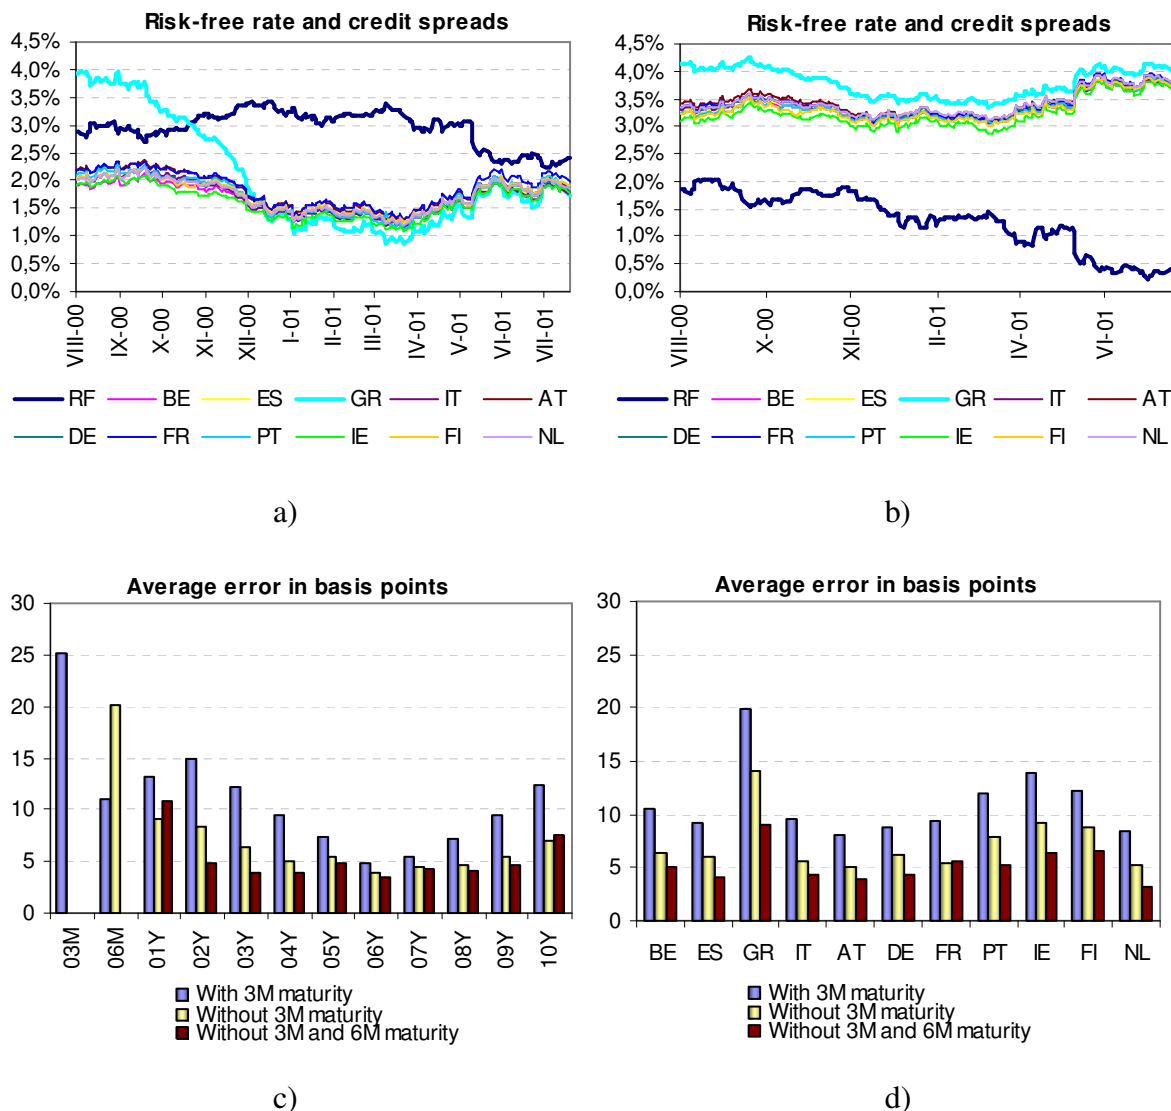 Risk-free rate and credit spreads
4,5%
4,0%
3,5%
3,0%
2,5%
2,0%
1,5%
1,0%
0,5%
0,0%
VIII-00
IX-00
X-00
XI-00
XII-00
I-01
II-01
III-01
IV-01
V-01
VI-01
VII-01
RF BE ES GR IT AT
DE FR PT IE FI NL
a)
Risk-free rate and credit spreads
4,5%
4,0%
3,5%
3,0%
2,5%
2,0%
1,5%
1,0%
0,5%
0,0%
VIII-00
X-00
XII-00
II-01
IV-01
VI-01
RF BE ES GR IT AT
DE FR PT IE FI NL
b)
Average error in basis points
30
25
20
15
10
5
0
03M
06M
01Y
02Y
03Y
04Y
05Y
06Y
07Y
08Y
09Y
10Y
With 3M maturity
Without 3M maturity
Without 3M and 6M maturity
c)
Average error in basis points
30
25
20
15
10
5
0
BE ES GR IT AT DE FR PT IE FI NL
With 3M maturity
Without 3M maturity
Without 3M and 6M maturity
d)